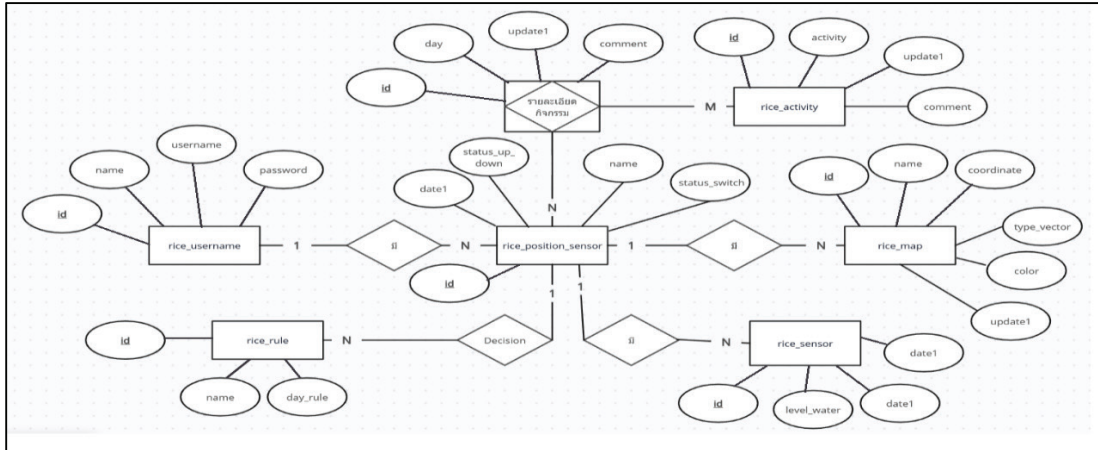 day
update1
comment
id
รายละเอียด
กิจกรรม
M
id
activity
update1
rice_activity
comment
username
name
password
id
rice_username
1
มี
N
status_up_
down
name
date1
status_switch
N
rice_position_sensor
id
1
มี
N
id
name
coordinate
rice_map
type_vector
color
update1
1
1
id
rice_rule
N
Decision
name
day_rule
มี
N
rice_sensor
date1
id
level_water
date1